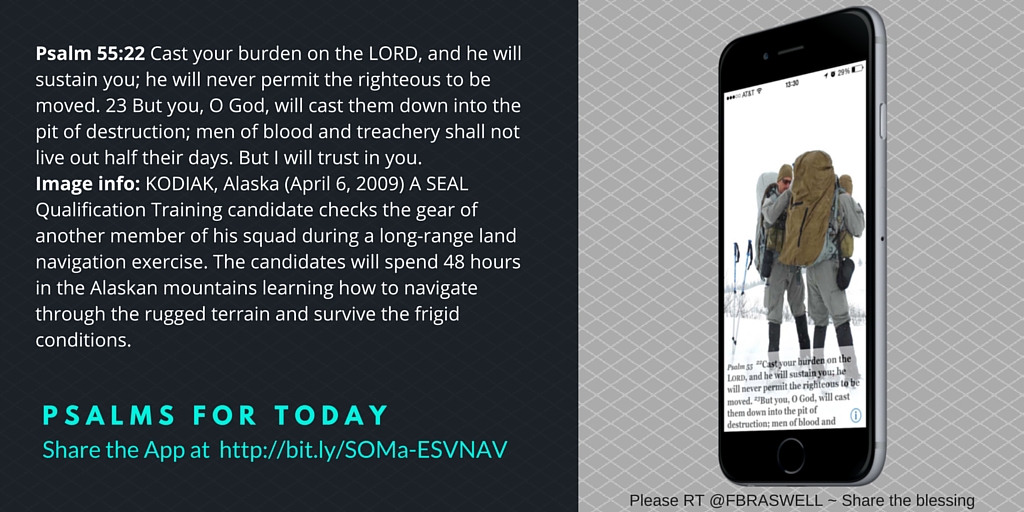 Psalm 55:22 Cast your burden on the LORD, and he will
sustain you; he will never permit the righteous to be
moved. 23 But you, O God, will cast them down into the
pit of destruction; men of blood and treachery shall not
live out half their days. But I will trust in you.
Image info: KODIAK, Alaska (April 6, 2009) A SEAL
Qualification Training candidate checks the gear of
another member of his squad during a long-range land
navigation exercise. The candidates will spend 48 hours
in the Alaskan mountains learning how to navigate
through the rugged terrain and survive the frigid
conditions.
PSALMS FOR TODAY
Share the App at http://bit.ly/SOMa-ESVNAV
AT&T 13:30 29%
Psalm 55 22Cast your burden on the
LORD, and he will sustain you; he
will never permit the righteous to be
moved. 23But you, O God, will cast
them down into the pit of
destruction; men of blood and
Please RT @FBRASWELL ~ Share the blessing